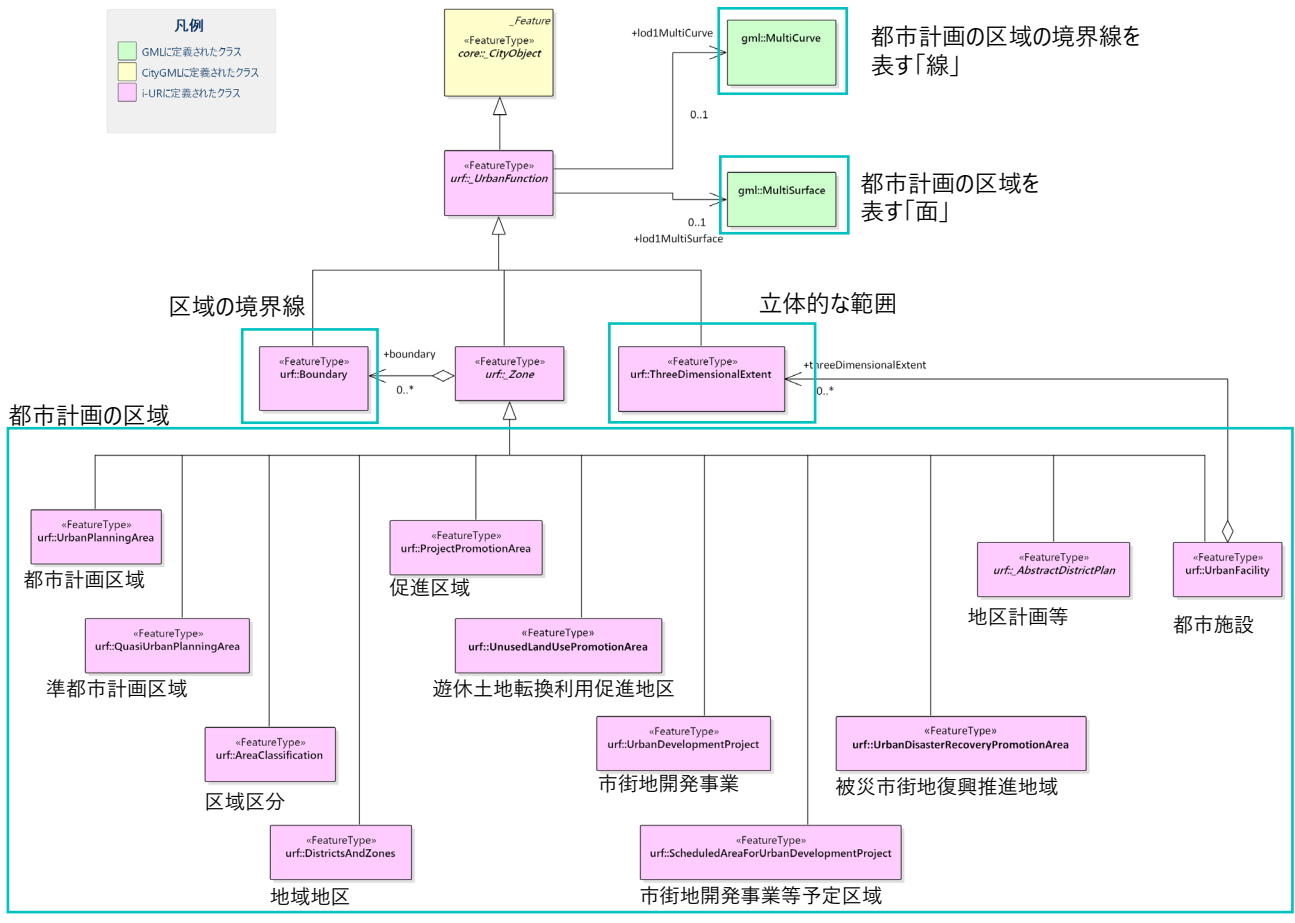 凡例
GMLに定義されたクラス
CityGMLに定義されたクラス
i-URに定義されたクラス
_Feature
«FeatureType»
core::_CityObject
+lod1MultiCurve
0..1
gml::MultiCurve
都市計画の区域の境界線を
表す「線」
«FeatureType»
urf::_UrbanFunction
gml::MultiSurface
0..1
+lod1MultiSurface
都市計画の区域を
表す「面」
区域の境界線
立体的な範囲
«FeatureType»
urf::Boundary
+boundary
0..*
«FeatureType»
urf::_Zone
«FeatureType»
urf::ThreeDimensionalExtent
+threeDimensionalExtent
0..*
都市計画の区域
«FeatureType»
urf::UrbanPlanningArea
都市計画区域
«FeatureType»
urf::ProjectPromotionArea
促進区域
«FeatureType»
urf::_AbstractDistrictPlan
地区計画等
«FeatureType»
urf::UrbanFacility
都市施設
«FeatureType»
urf::QuasiUrbanPlanningArea
準都市計画区域
«FeatureType»
urf::UnusedLandUsePromotionArea
遊休土地転換利用促進地区
«FeatureType»
urf::AreaClassification
区域区分
«FeatureType»
urf::UrbanDevelopmentProject
市街地開発事業
«FeatureType»
urf::UrbanDisasterRecoveryPromotionArea
被災市街地復興推進地域
«FeatureType»
urf::DistrictsAndZones
地域地区
«FeatureType»
urf::ScheduledAreaForUrbanDevelopmentProject
市街地開発事業等予定区域